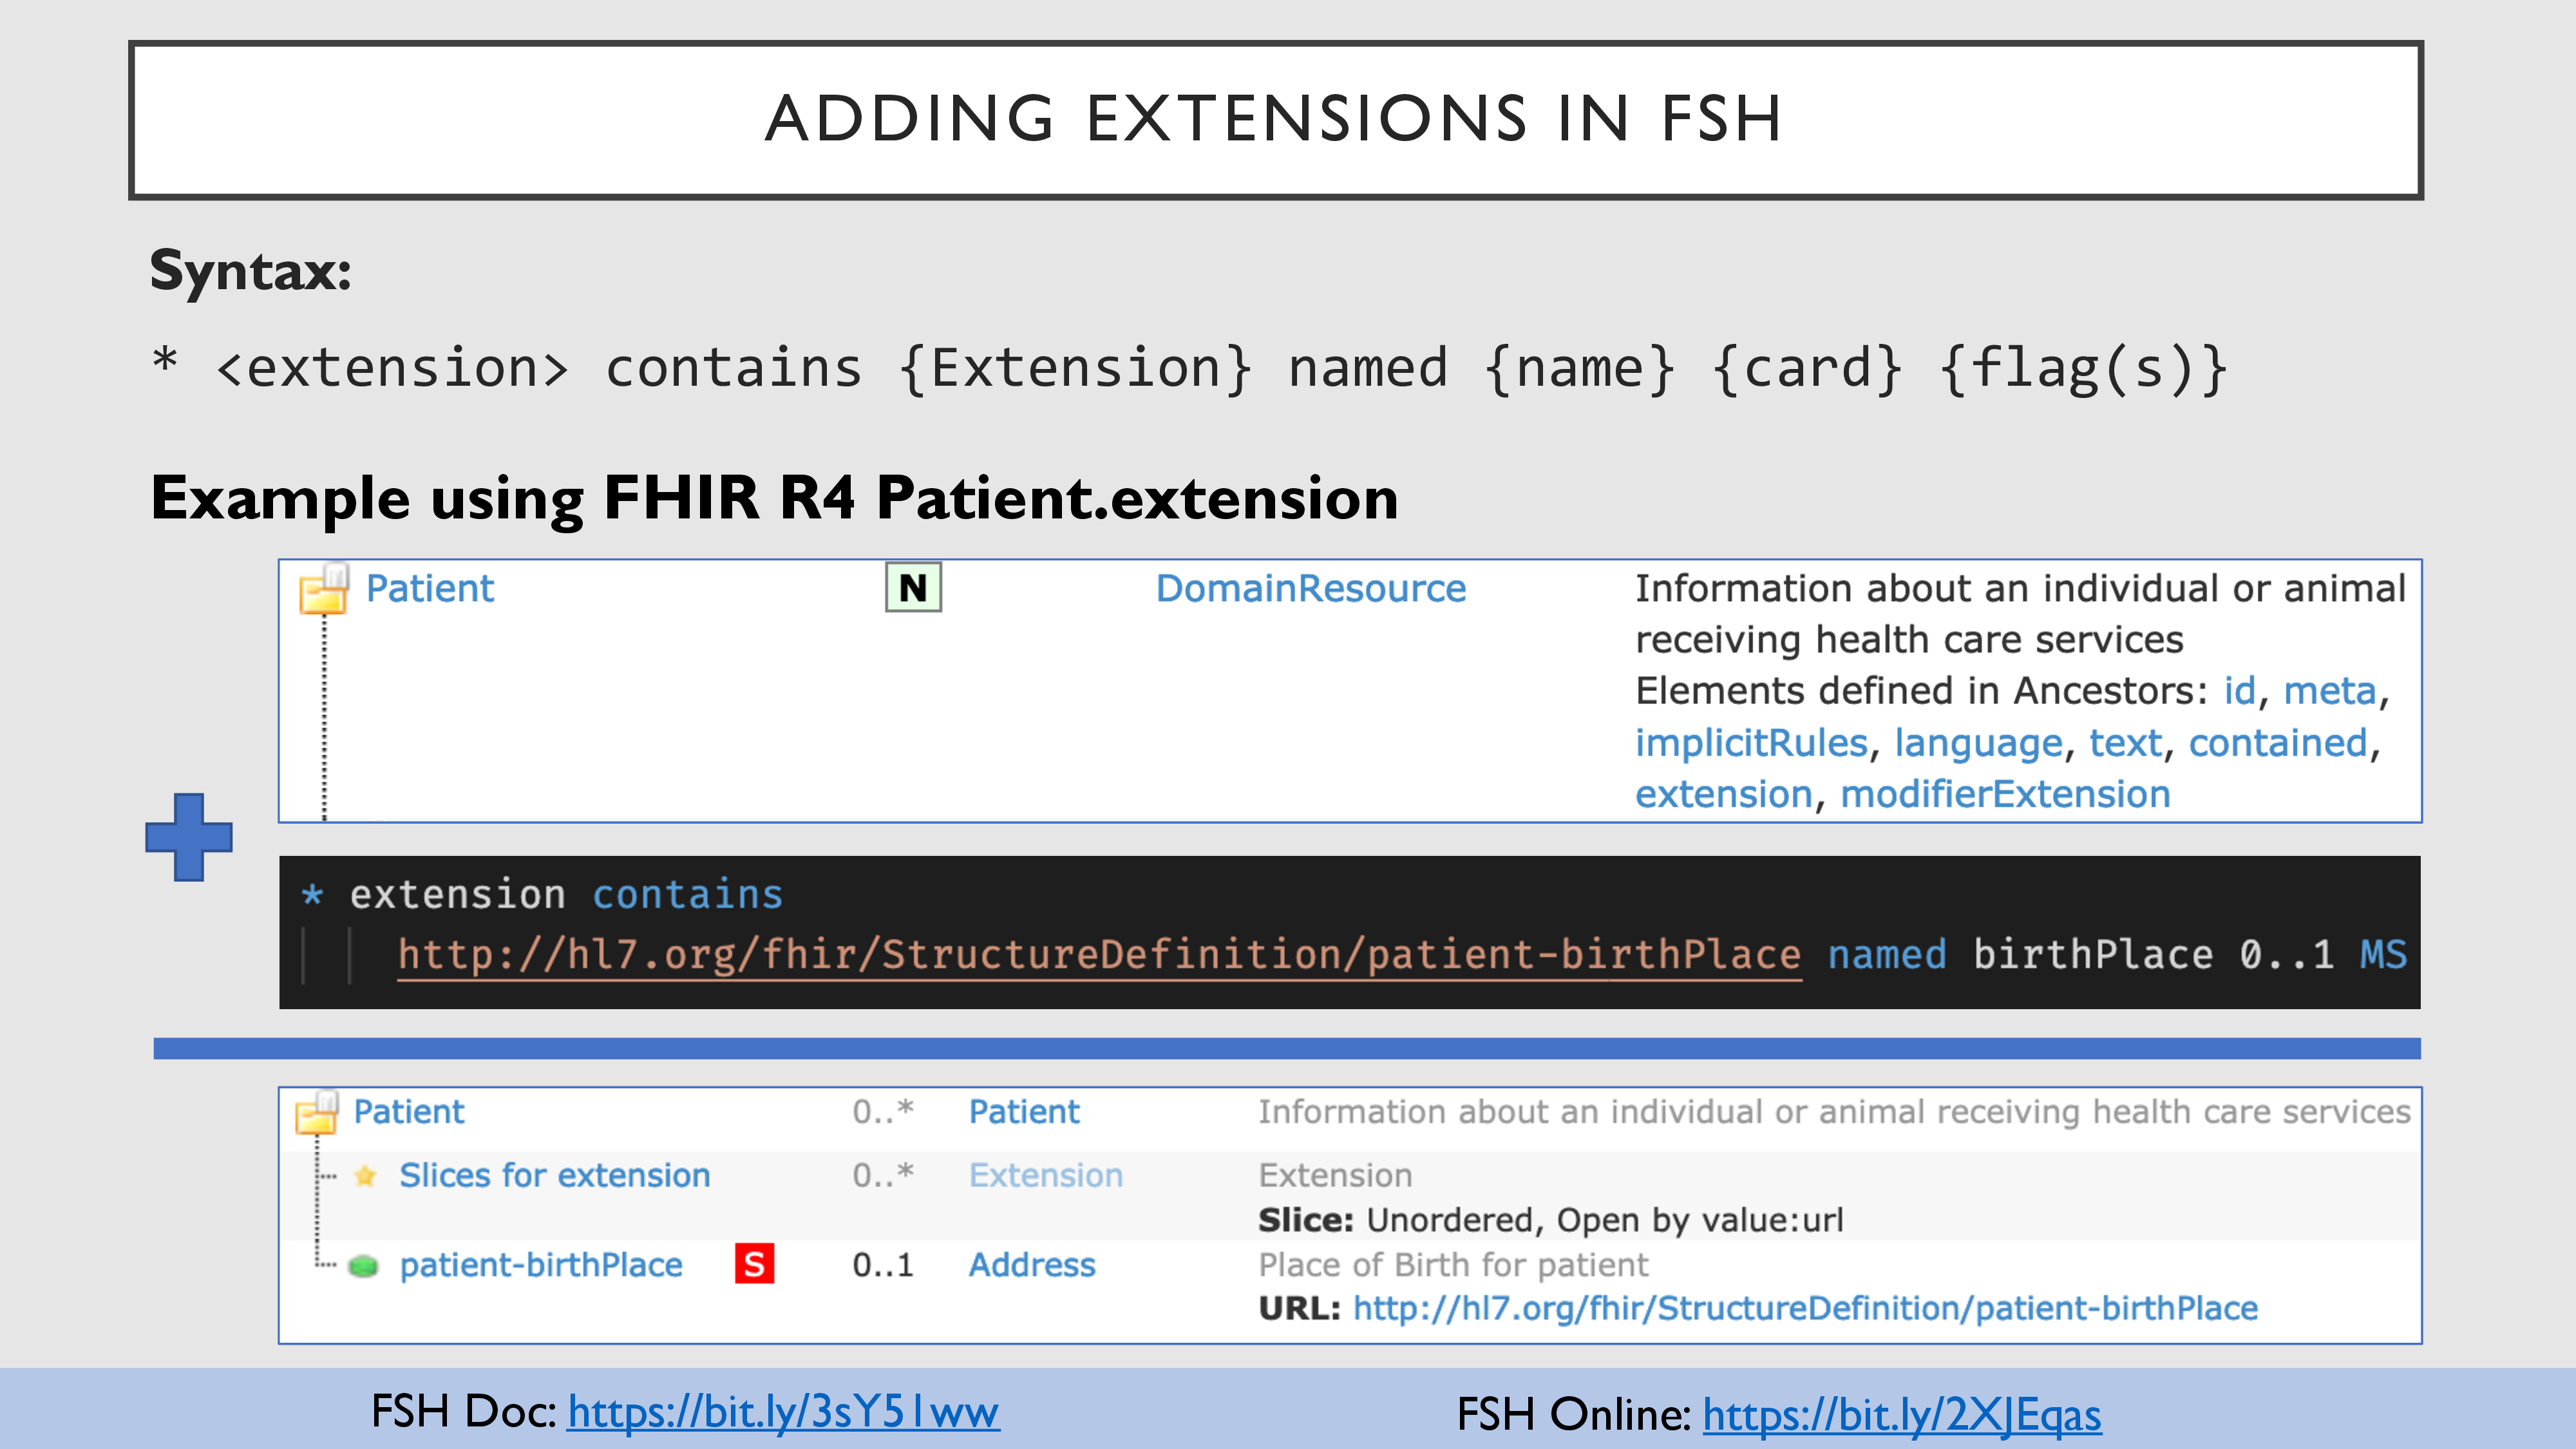 ADDING EXTENSIONS IN FSH
Syntax:
* <extension> contains {Extension} named {name} {card} {flag(s)}
Example using FHIR R4 Patient.extension
Patient N DomainResource Information about an individual or animal
receiving health care services
Elements defined in Ancestors: id, meta,
implicitRules, language, text, contained,
extension, modifierExtension
* extension contains
http://hl7.org/fhir/StructureDefinition/patient-birthPlace named birthPlace 0..1 MS
Patient 0..* Patient Information about an individual or animal receiving health care services
Slices for extension 0..* Extension Extension
Slice: Unordered, Open by value:url
patient-birthPlace S 0..1 Address Place of Birth for patient
URL: http://hl7.org/fhir/StructureDefinition/patient-birthPlace
FSH Doc: https://bit.ly/3sY51ww
FSH Online: https://bit.ly/2XJEqas